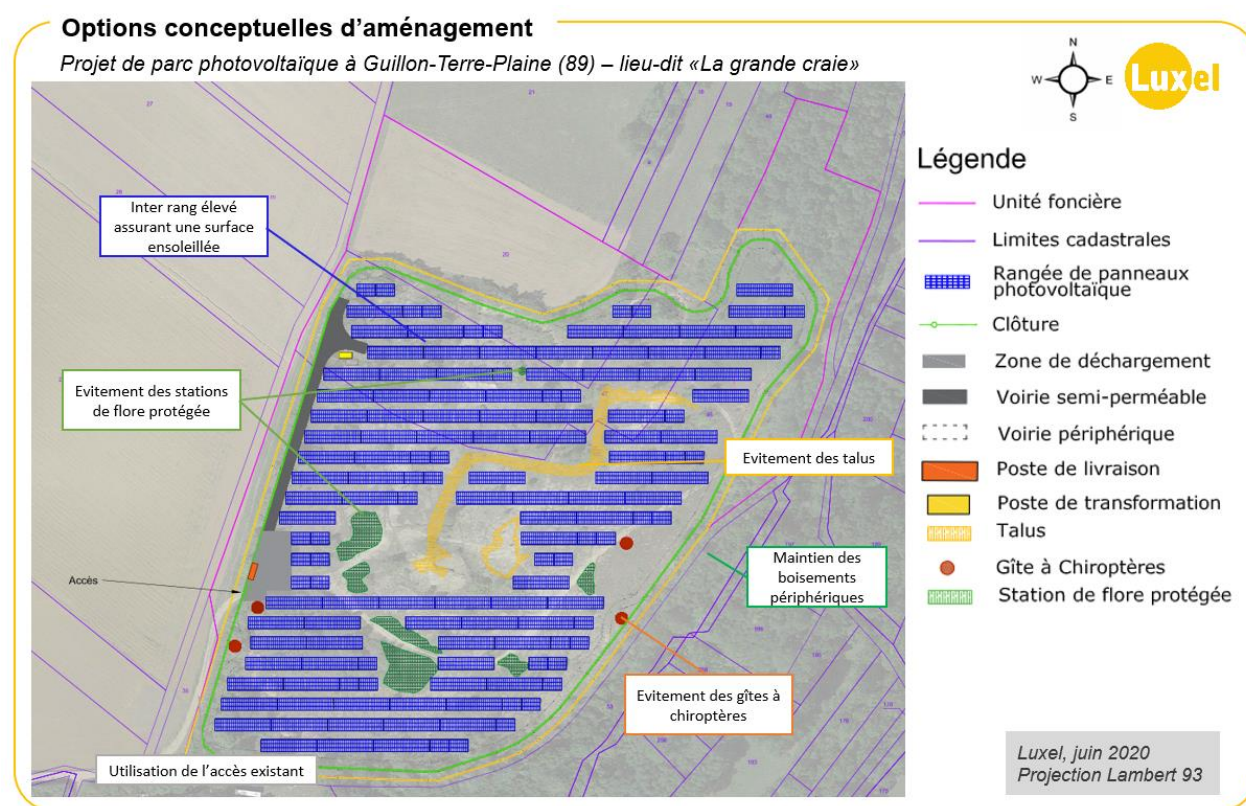 Options conceptuelles d’aménagement
Projet de parc photovoltaïque à Guillon-Terre-Plaine (89) – lieu-dit «La grande craie»
N
W E
S
Luxel
Légende
Unité foncière
Limites cadastrales
Rangée de panneaux
photovoltaïque
Clôture
Zone de déchargement
Voirie semi-perméable
Voirie périphérique
Poste de livraison
Poste de transformation
Talus
Gîte à Chiroptères
Station de flore protégée
Inter rang élevé
assurant une surface
ensoleillée
Evitement des stations
de flore protégée
Evitement des talus
Maintien des
boisements
périphériques
Accès
Evitement des gîtes à
chiroptères
Utilisation de l’accès existant
Luxel, juin 2020
Projection Lambert 93